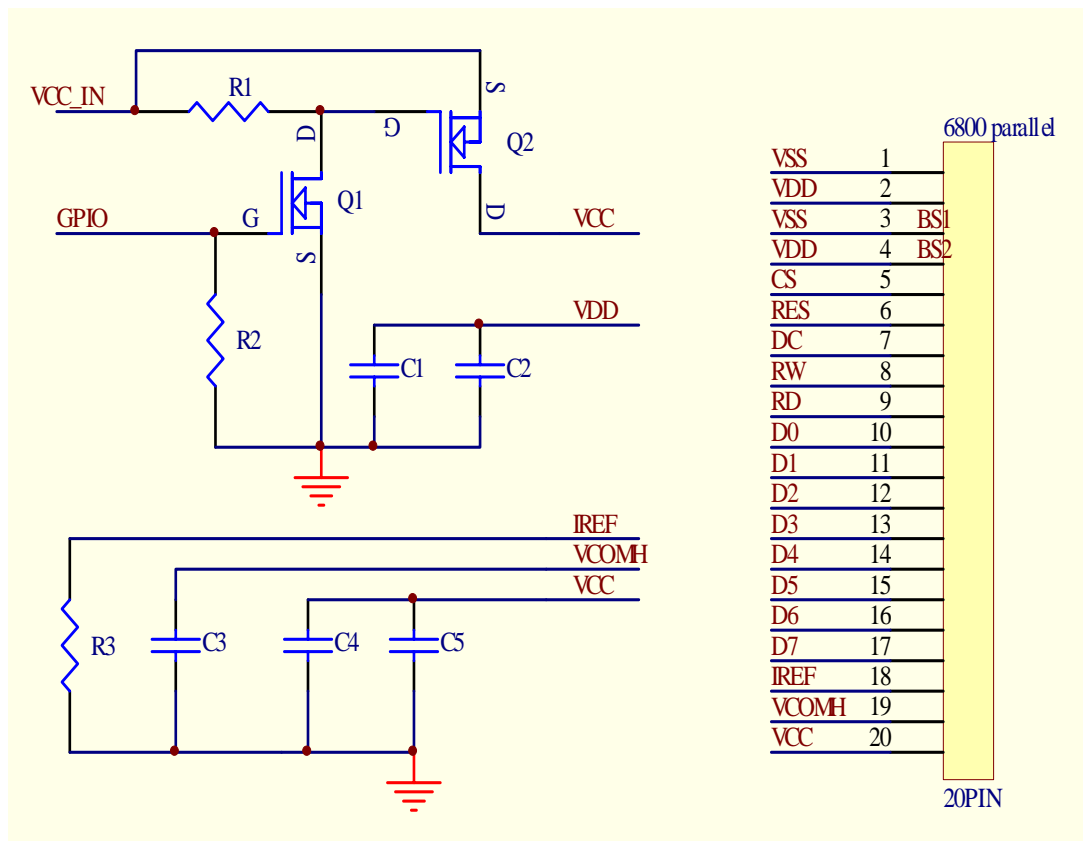 VCC_IN
R1
S
D
G
Q2
GPIO
G
Q1
D
VCC
S
R2
VDD
C1
C2
IREF
VCOMH
VCC
R3
C3
C4
C5
6800 parallel
VSS 1
VDD 2
VSS 3 BS1
VDD 4 BS2
CS 5
RES 6
DC 7
RW 8
RD 9
D0 10
D1 11
D2 12
D3 13
D4 14
D5 15
D6 16
D7 17
IREF 18
VCOMH 19
VCC 20
20PIN